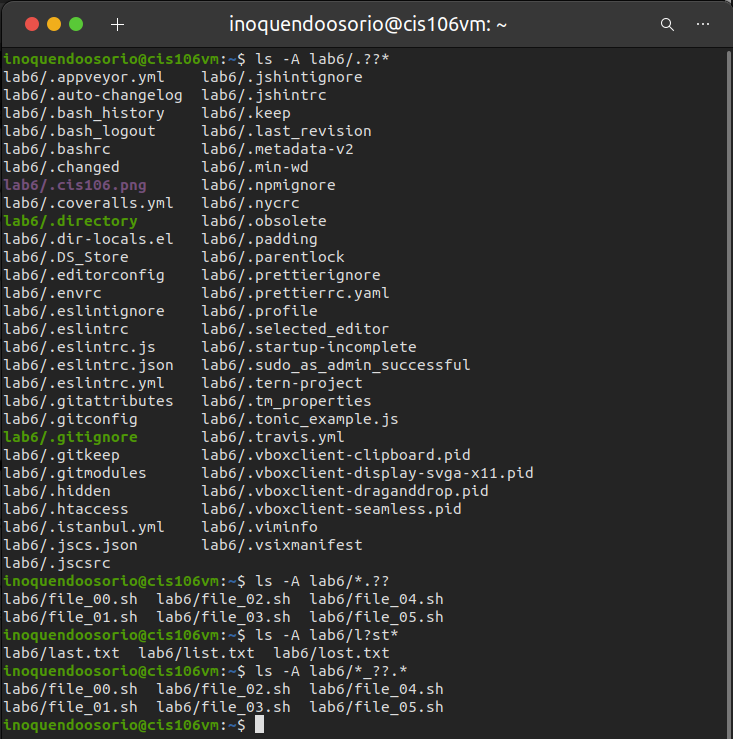 inoquendoosorio@cis106vm: ~
inoquendoosorio@cis106vm:~$ ls -A lab6/.??*
lab6/.appveyor.yml    lab6/.jshintignore
lab6/.auto-changelog  lab6/.jshintrc
lab6/.bash_history    lab6/.keep
lab6/.bash_logout     lab6/.last_revision
lab6/.bashrc          lab6/.metadata-v2
lab6/.changed         lab6/.min-wd
lab6/.cis106.png      lab6/.npmignore
lab6/.coveralls.yml   lab6/.nycrc
lab6/.directory       lab6/.obsolete
lab6/.dir-locals.el   lab6/.padding
lab6/.DS_Store        lab6/.parentlock
lab6/.editorconfig    lab6/.prettierignore
lab6/.envrc           lab6/.prettierrc.yaml
lab6/.eslintignore    lab6/.profile
lab6/.eslintrc        lab6/.selected_editor
lab6/.eslintrc.js     lab6/.startup-incomplete
lab6/.eslintrc.json   lab6/.sudo_as_admin_successful
lab6/.eslintrc.yml    lab6/.tern-project
lab6/.gitattributes   lab6/.tm_properties
lab6/.gitconfig       lab6/.tonic_example.js
lab6/.gitignore       lab6/.travis.yml
lab6/.gitkeep         lab6/.vboxclient-clipboard.pid
lab6/.gitmodules      lab6/.vboxclient-display-svga-x11.pid
lab6/.hidden          lab6/.vboxclient-draganddrop.pid
lab6/.htaccess        lab6/.vboxclient-seamless.pid
lab6/.istanbul.yml    lab6/.viminfo
lab6/.jscs.json       lab6/.vsixmanifest
lab6/.jscsrc
inoquendoosorio@cis106vm:~$ ls -A lab6/*.??
lab6/file_00.sh  lab6/file_02.sh  lab6/file_04.sh
lab6/file_01.sh  lab6/file_03.sh  lab6/file_05.sh
inoquendoosorio@cis106vm:~$ ls -A lab6/l?st*
lab6/last.txt  lab6/list.txt  lab6/lost.txt
inoquendoosorio@cis106vm:~$ ls -A lab6/*_??.*
lab6/file_00.sh  lab6/file_02.sh  lab6/file_04.sh
lab6/file_01.sh  lab6/file_03.sh  lab6/file_05.sh
inoquendoosorio@cis106vm:~$